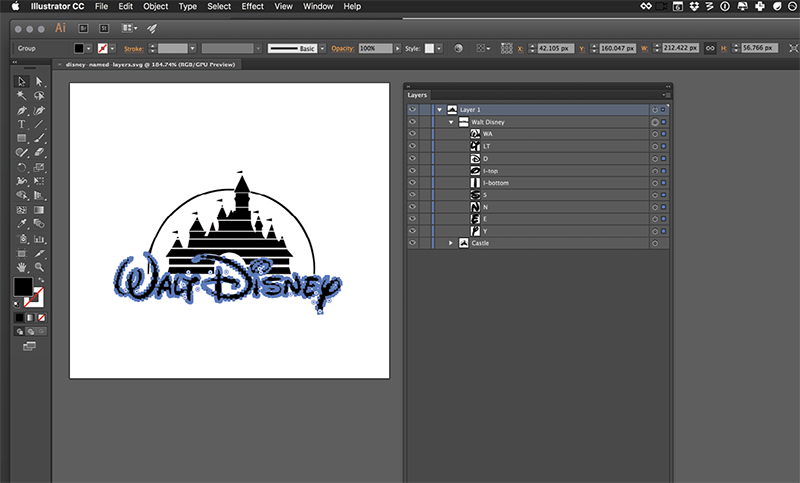 Illustrator CC File Edit Object Type Select Effect View Window Help
Ai Br St
Group Stroke: Basic Opacity: 100% Style: X: 42.105 px Y: 160.047 px W: 212.422 px H: 56.766 px
× disney-named-layers.svg @ 184.74% (RGB/GPU Preview)
Layers
Layer 1
Walt Disney
WA
LT
D
I-top
I-bottom
S
N
E
Y
Castle
WALT DISNEY